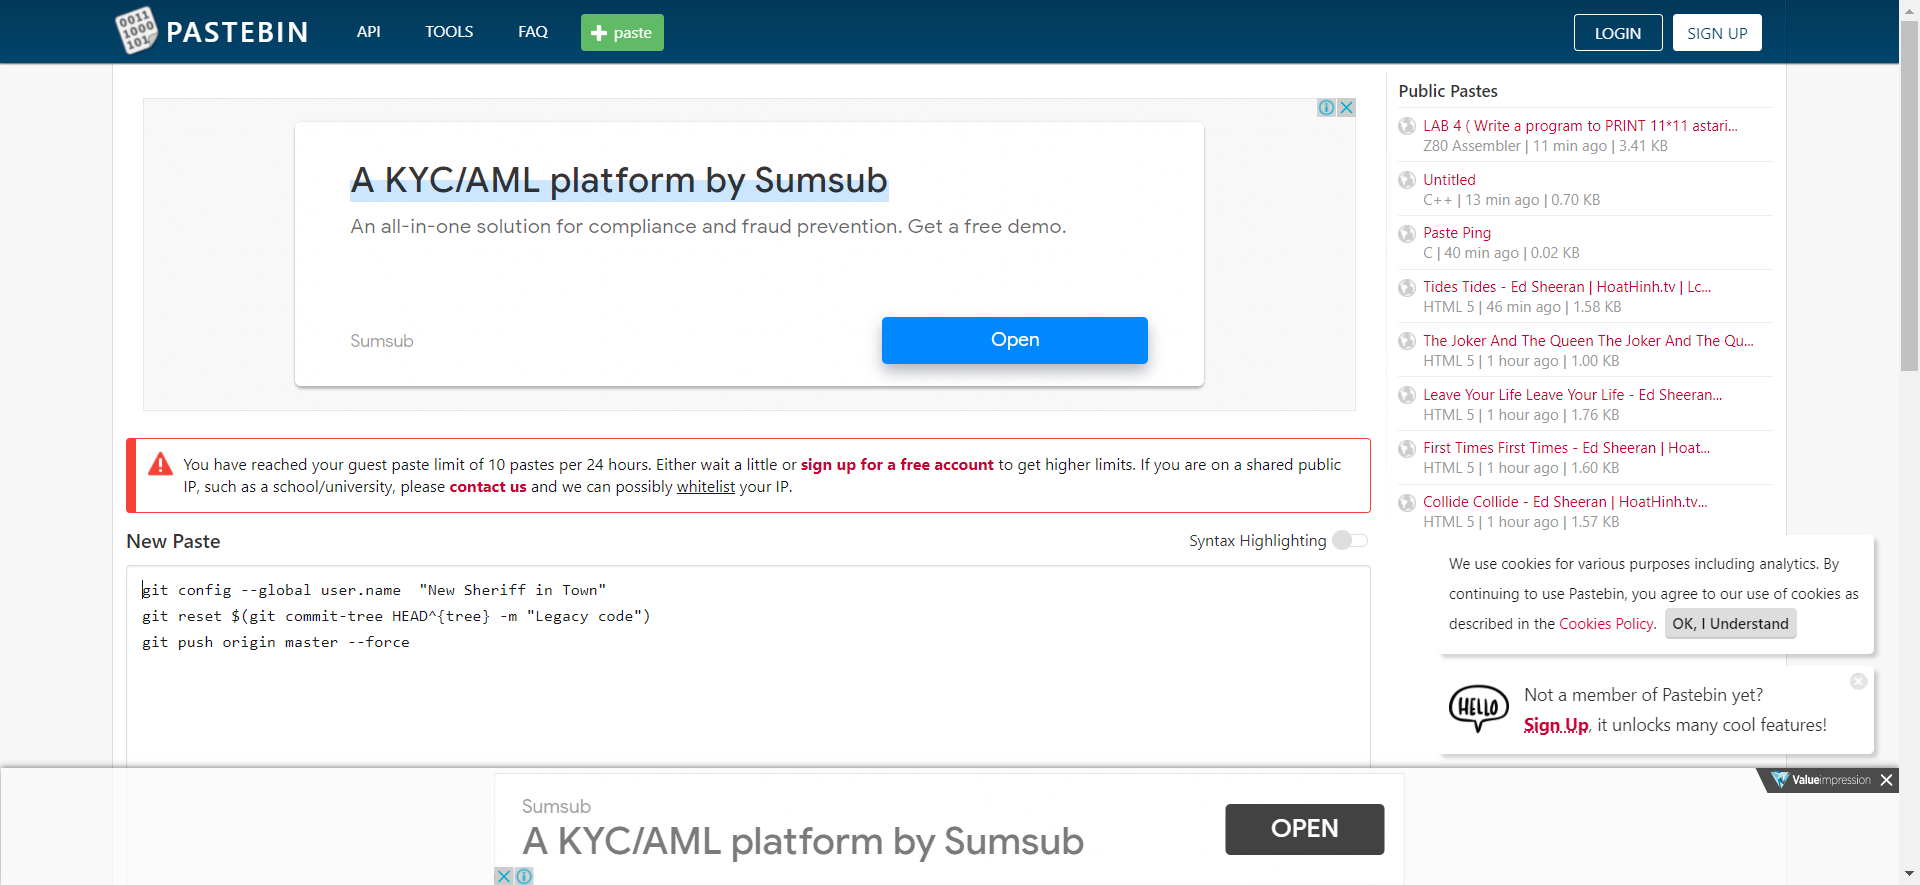 0011
1000
101
PASTEBIN
API
TOOLS
FAQ
paste
LOGIN
SIGN UP
A KYC/AML platform by Sumsub
An all-in-one solution for compliance and fraud prevention. Get a free demo.
Sumsub
Open
You have reached your guest paste limit of 10 pastes per 24 hours. Either wait a little or sign up for a free account to get higher limits. If you are on a shared public
IP, such as a school/university, please contact us and we can possibly whitelist your IP.
New Paste
Syntax Highlighting
git config --global user.name  "New Sheriff in Town"
git reset $(git commit-tree HEAD^{tree} -m "Legacy code")
git push origin master --force
Public Pastes
LAB 4 ( Write a program to PRINT 11*11 astari...
Z80 Assembler | 11 min ago | 3.41 KB
Untitled
C++ | 13 min ago | 0.70 KB
Paste Ping
C | 40 min ago | 0.02 KB
Tides Tides - Ed Sheeran | HoatHinh.tv | Lc...
HTML 5 | 46 min ago | 1.58 KB
The Joker And The Queen The Joker And The Qu...
HTML 5 | 1 hour ago | 1.00 KB
Leave Your Life Leave Your Life - Ed Sheeran...
HTML 5 | 1 hour ago | 1.76 KB
First Times First Times - Ed Sheeran | Hoat...
HTML 5 | 1 hour ago | 1.60 KB
Collide Collide - Ed Sheeran | HoatHinh.tv...
HTML 5 | 1 hour ago | 1.57 KB
We use cookies for various purposes including analytics. By
continuing to use Pastebin, you agree to our use of cookies as
described in the Cookies Policy. OK, I Understand
HELLO
Not a member of Pastebin yet?
Sign Up, it unlocks many cool features!
Valueimpression
Sumsub
A KYC/AML platform by Sumsub
OPEN